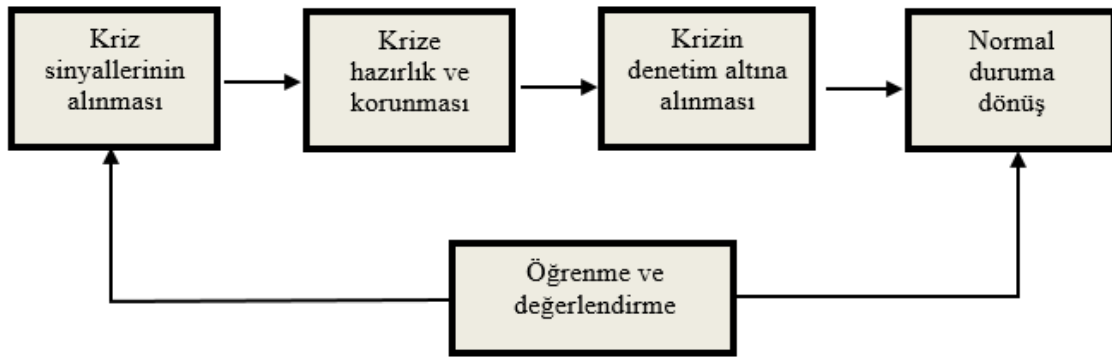 Kriz
sinyallerinin
alınması
Krize
hazırlık ve
korunması
Krizin
denetim altına
alınması
Normal
duruma
dönüş
Öğrenme ve
değerlendirme